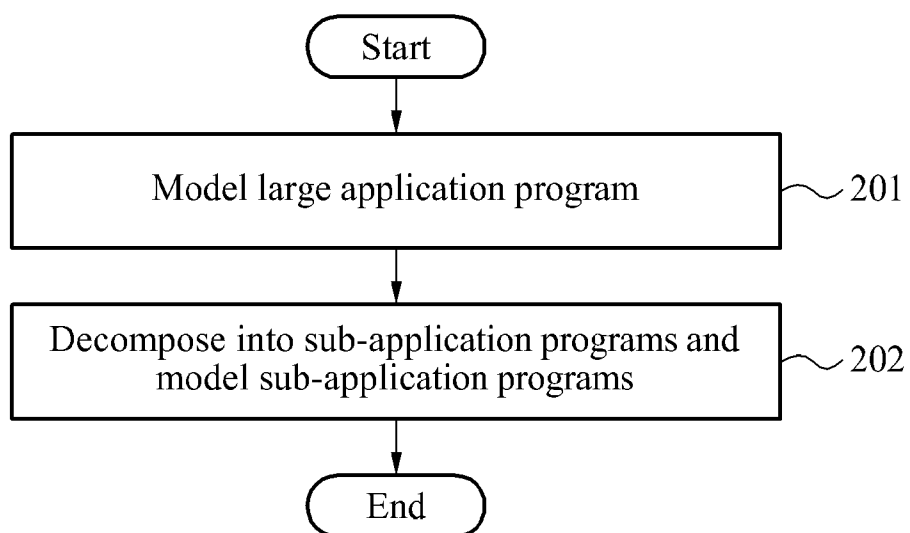 Start
Model large application program
201
Decompose into sub-application programs and
model sub-application programs
202
End